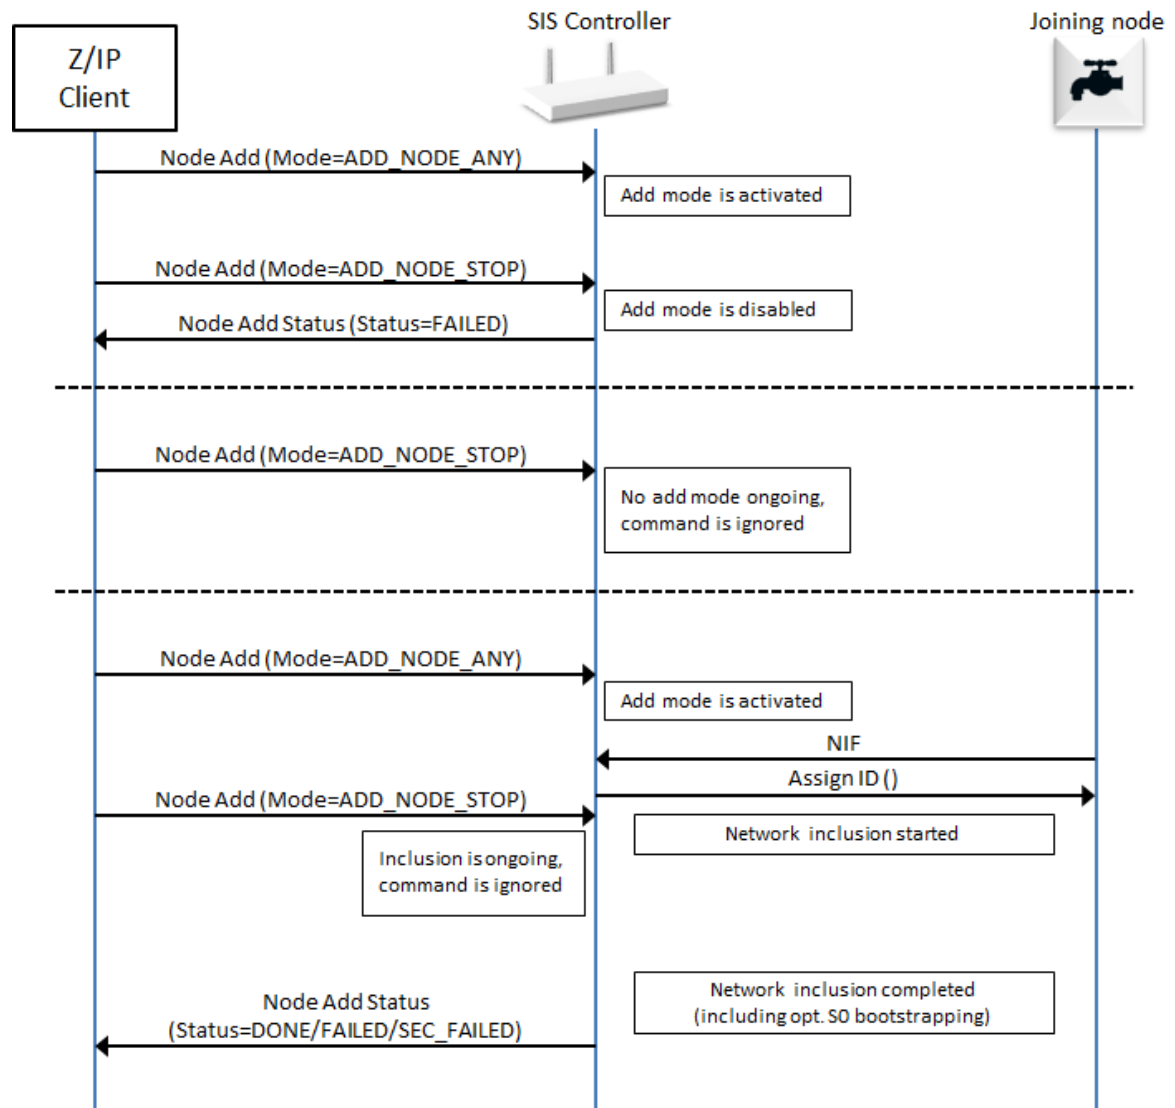 SIS Controller
Joining node
Z/IP
Client
Node Add (Mode=ADD_NODE_ANY)
Add mode is activated
Node Add (Mode=ADD_NODE_STOP)
Add mode is disabled
Node Add Status (Status=FAILED)
Node Add (Mode=ADD_NODE_STOP)
No add mode ongoing,
command is ignored
Node Add (Mode=ADD_NODE_ANY)
Add mode is activated
NIF
Assign ID ()
Node Add (Mode=ADD_NODE_STOP)
Network inclusion started
Inclusion is ongoing,
command is ignored
Network inclusion completed
(including opt. S0 bootstrapping)
Node Add Status
(Status=DONE/FAILED/SEC_FAILED)